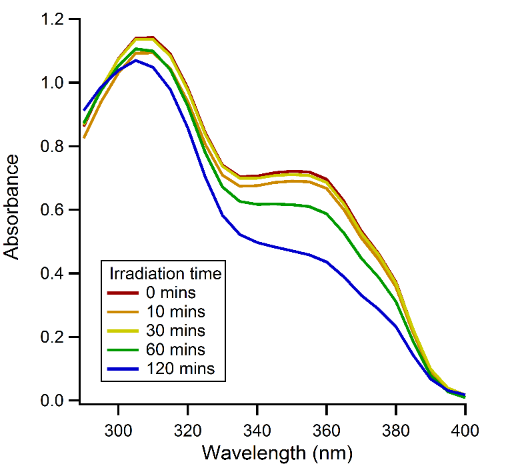 1.2
1.0
0.8
0.6
0.4
0.2
0.0
Absorbance
Irradiation time
0 mins
10 mins
30 mins
60 mins
120 mins
300 320 340 360 380 400
Wavelength (nm)